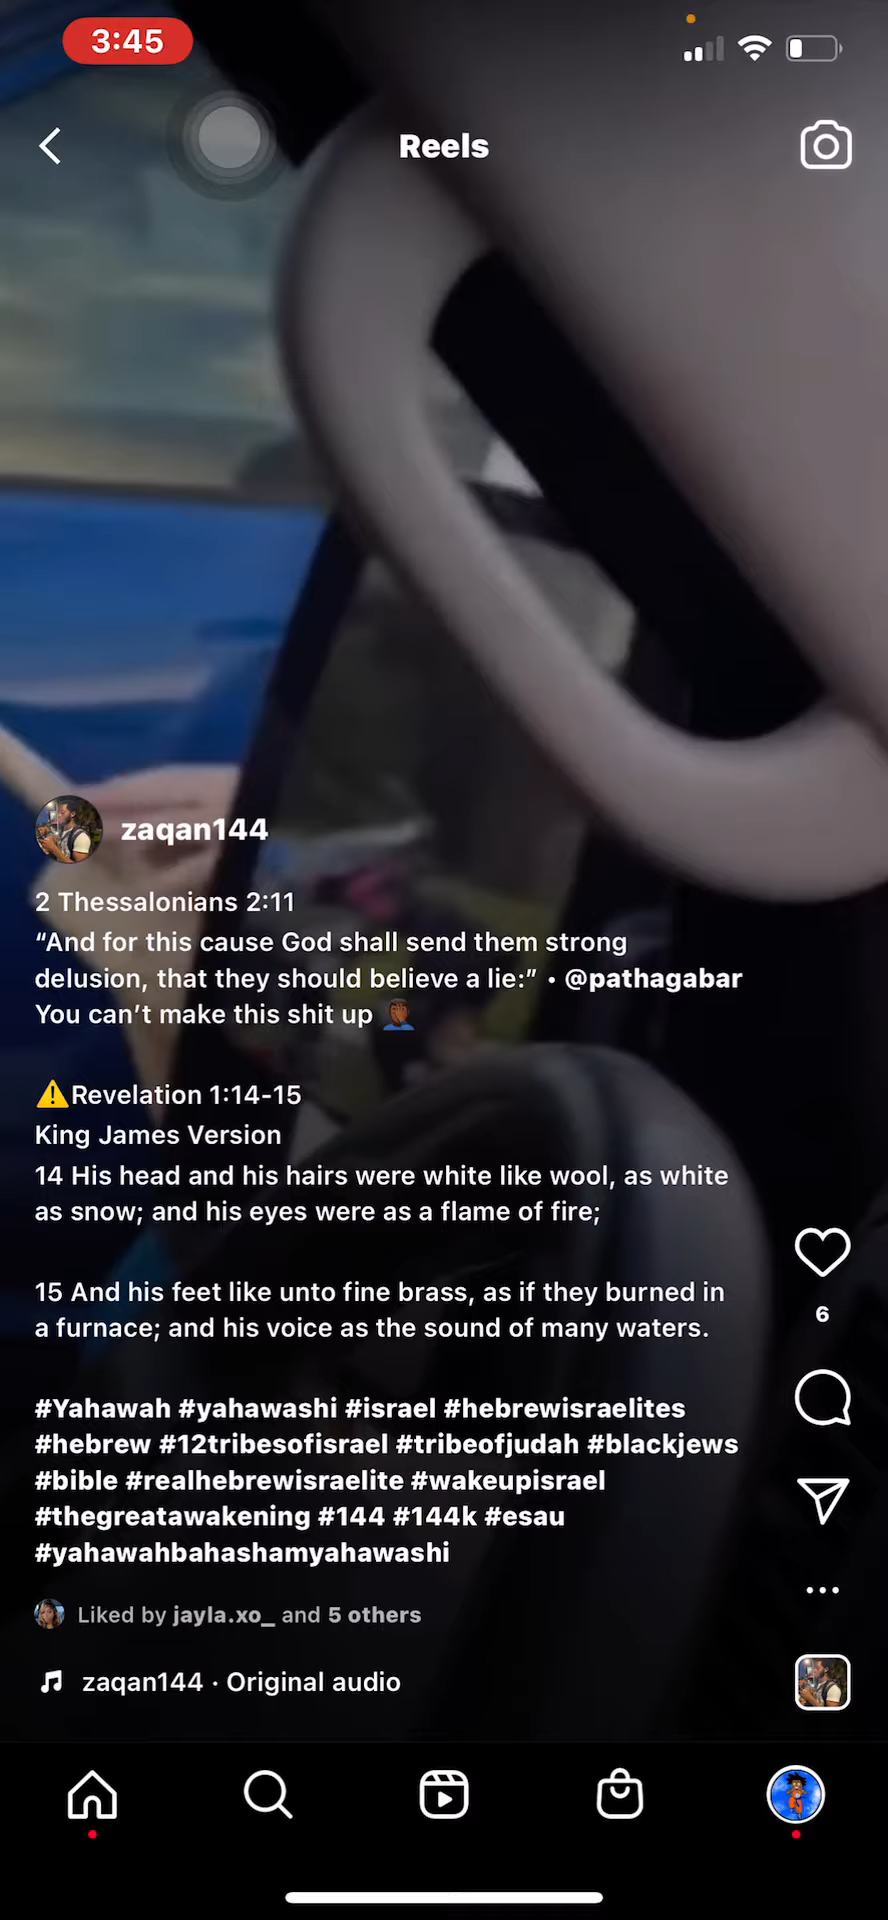 3:45
Reels
zaqan144
2 Thessalonians 2:11
“And for this cause God shall send them strong
delusion, that they should believe a lie:” • @pathagabar
You can’t make this shit up 🤦🏾‍♂️
⚠️Revelation 1:14-15
King James Version
14 His head and his hairs were white like wool, as white
as snow; and his eyes were as a flame of fire;
15 And his feet like unto fine brass, as if they burned in
a furnace; and his voice as the sound of many waters.
6
#Yahawah #yahawashi #israel #hebrewisraelites
#hebrew #12tribesofisrael #tribeofjudah #blackjews
#bible #realhebrewisraelite #wakeupisrael
#thegreatawakening #144 #144k #esau
#yahawahbahashamyahawashi
Liked by jayla.xo_ and 5 others
zaqan144 · Original audio